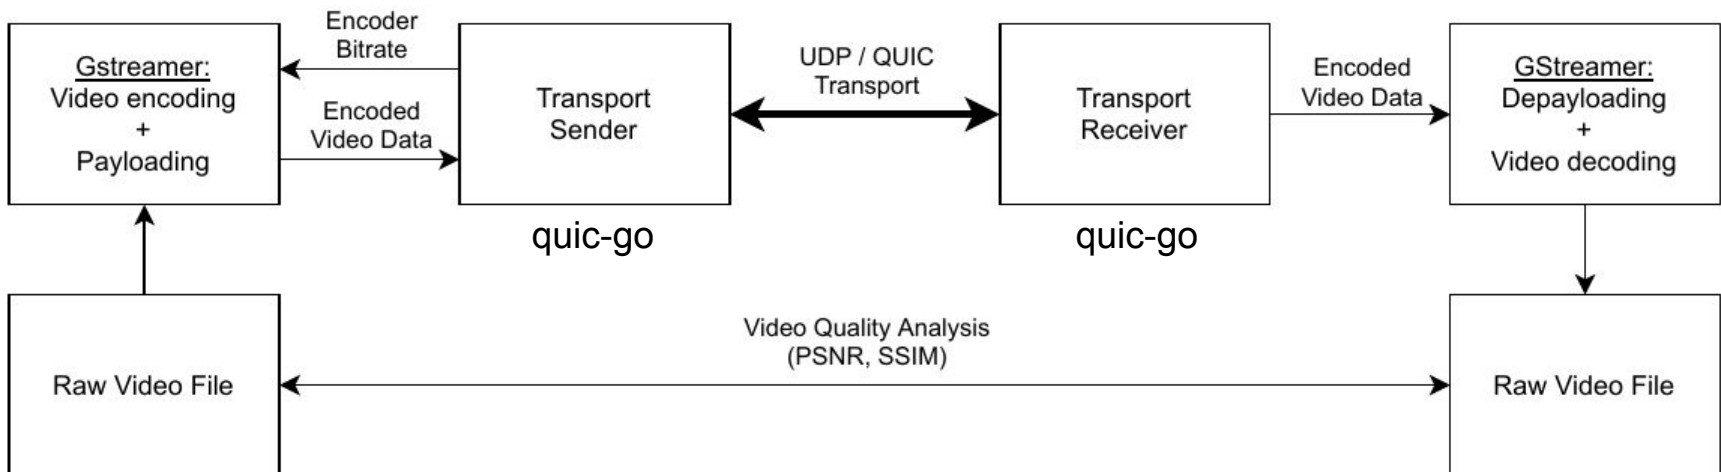 Gstreamer:
Video encoding
+
Payloading
Encoder
Bitrate
Encoded
Video Data
Transport
Sender
quic-go
UDP / QUIC
Transport
Transport
Receiver
quic-go
Encoded
Video Data
GStreamer:
Depayloading
+
Video decoding
Raw Video File
Video Quality Analysis
(PSNR, SSIM)
Raw Video File